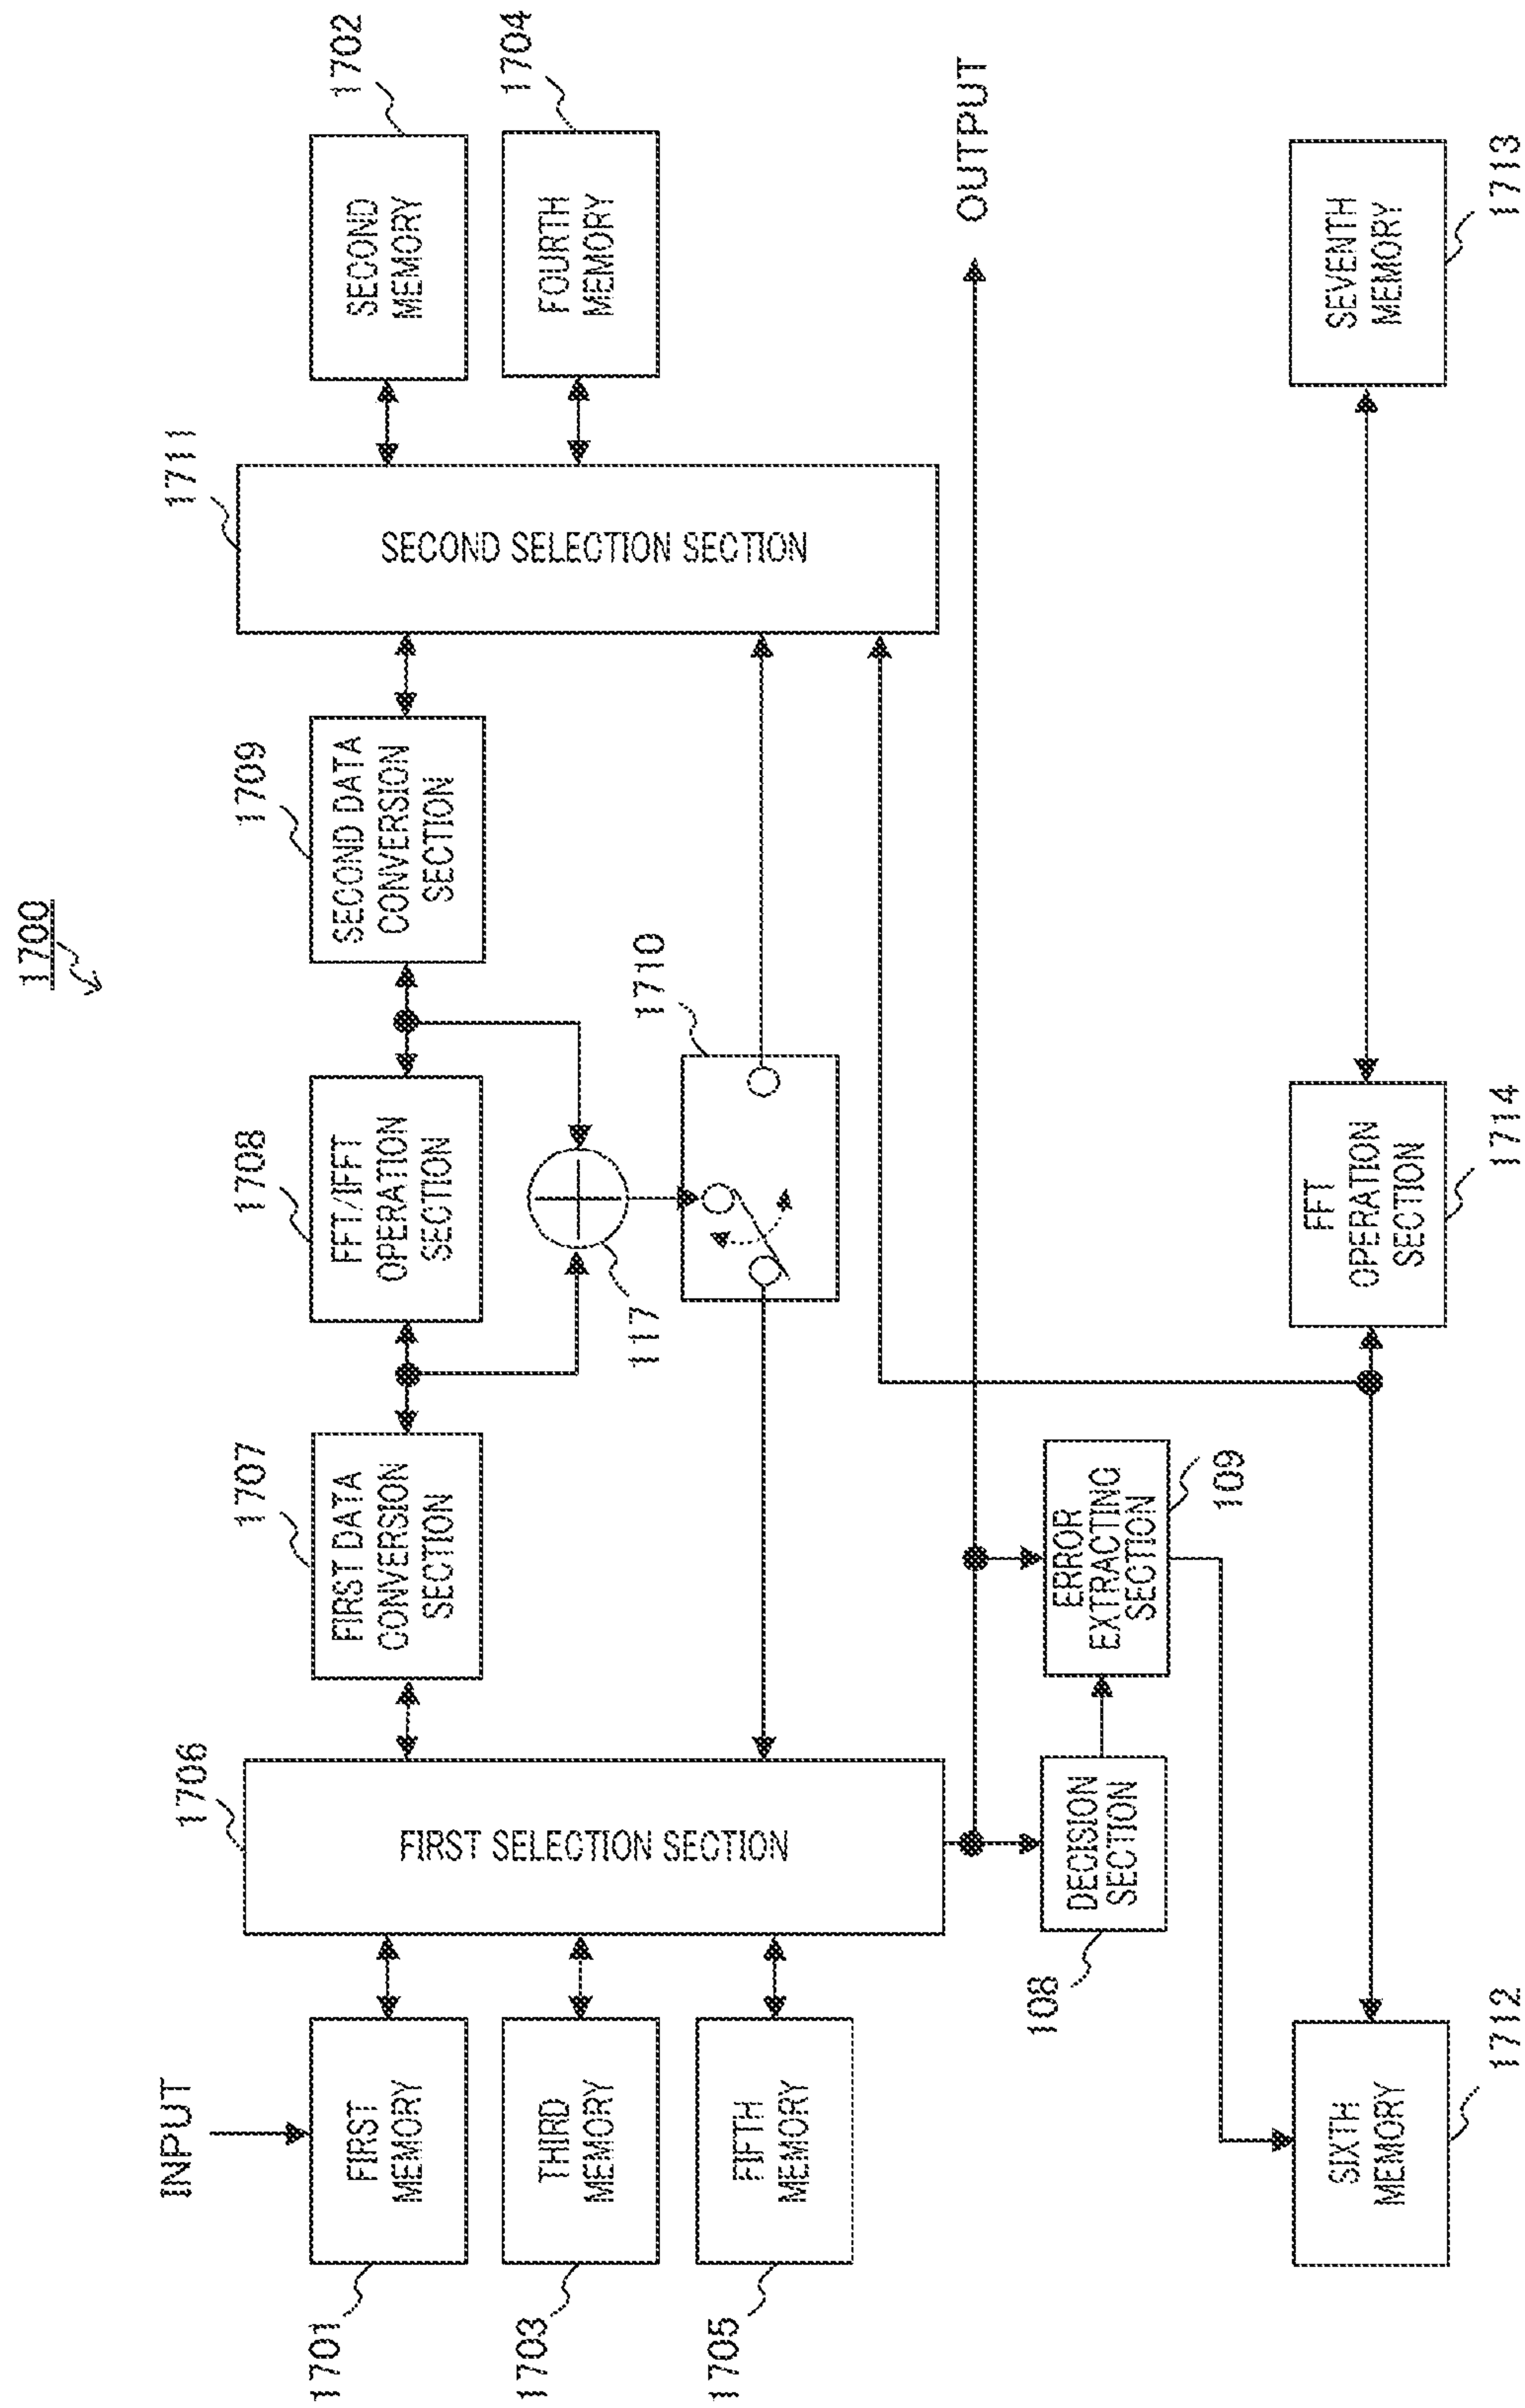 1700
INPUT
FIRST
MEMORY
1701
THIRD
MEMORY
1703
FIFTH
MEMORY
1705
1706
FIRST SELECTION SECTION
1707
FIRST DATA
CONVERSION
SECTION
1708
FFT/IFFT
OPERATION
SECTION
117
1710
1709
SECOND DATA
CONVERSION
SECTION
1711
SECOND SELECTION SECTION
SECOND
MEMORY
1702
FOURTH
MEMORY
1704
OUTPUT
DECISION
SECTION
108
ERROR
EXTRACTING
SECTION
109
SIXTH
MEMORY
1712
FFT
OPERATION
SECTION
1714
SEVENTH
MEMORY
1713